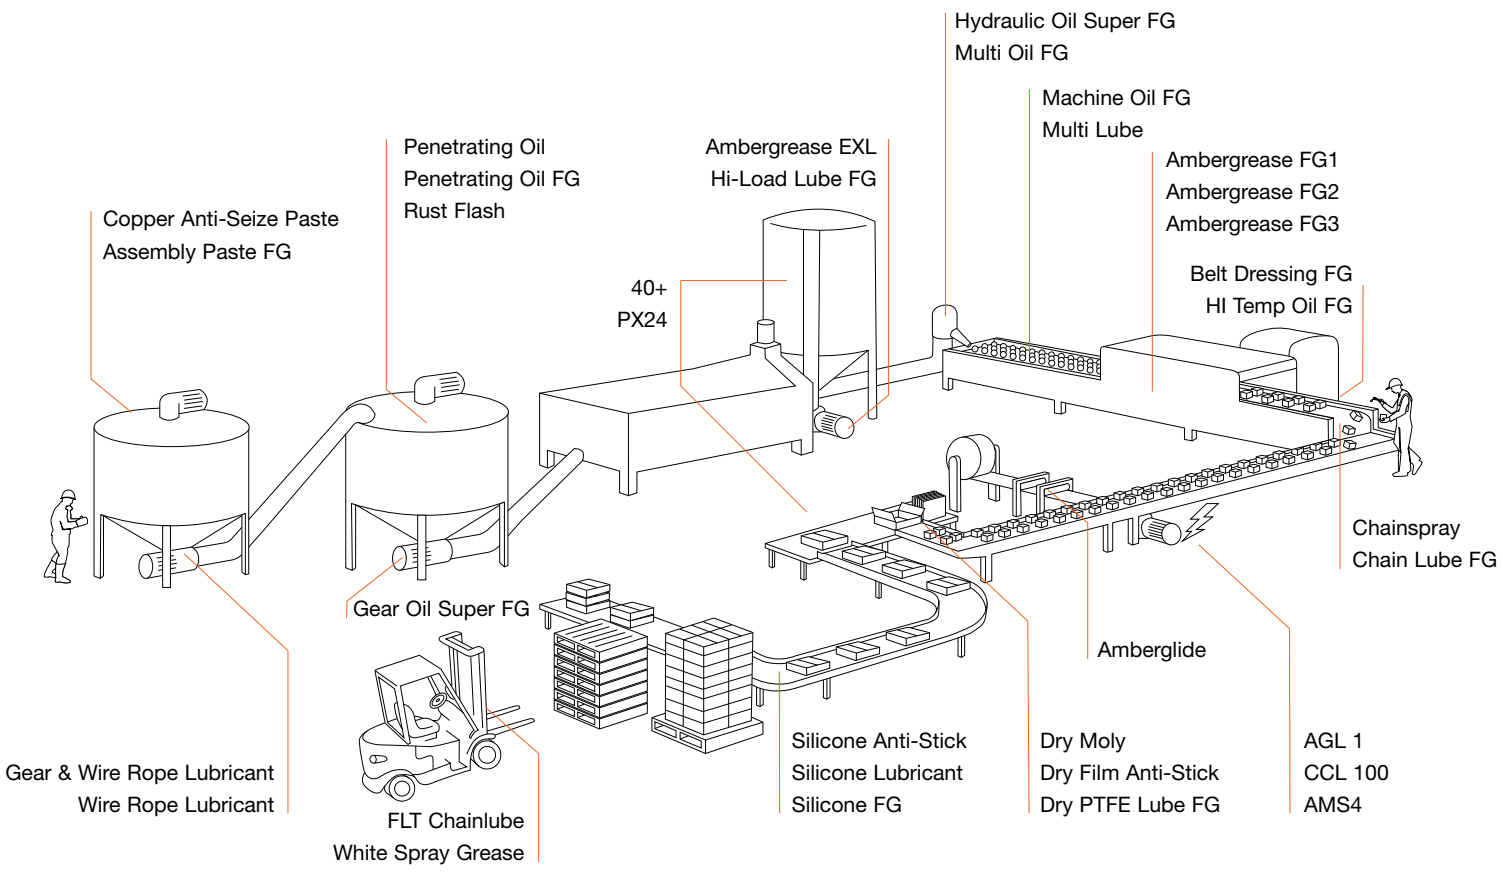 Hydraulic Oil Super FG
Multi Oil FG
Machine Oil FG
Multi Lube
Penetrating Oil
Penetrating Oil FG
Rust Flash
Ambergrease EXL
Hi-Load Lube FG
Ambergrease FG1
Ambergrease FG2
Ambergrease FG3
Copper Anti-Seize Paste
Assembly Paste FG
40+
PX24
Belt Dressing FG
HI Temp Oil FG
Chainspray
Chain Lube FG
Gear Oil Super FG
Amberglide
Gear & Wire Rope Lubricant
Wire Rope Lubricant
FLT Chainlube
White Spray Grease
Silicone Anti-Stick
Silicone Lubricant
Silicone FG
Dry Moly
Dry Film Anti-Stick
Dry PTFE Lube FG
AGL 1
CCL 100
AMS4